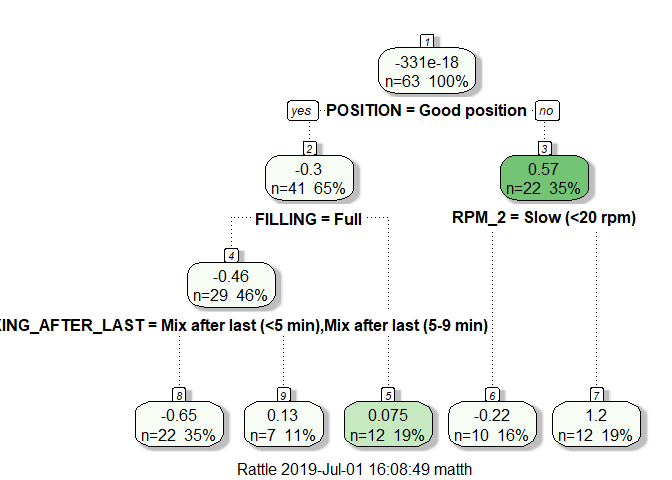 1
-331e-18
n=63 100%
yes POSITION = Good position no
2
-0.3
n=41 65%
3
0.57
n=22 35%
FILLING = Full
RPM_2 = Slow (<20 rpm)
4
-0.46
n=29 46%
KING_AFTER_LAST = Mix after last (<5 min),Mix after last (5-9 min)
8
-0.65
n=22 35%
9
0.13
n=7 11%
5
0.075
n=12 19%
6
-0.22
n=10 16%
7
1.2
n=12 19%
Rattle 2019-Jul-01 16:08:49 matth